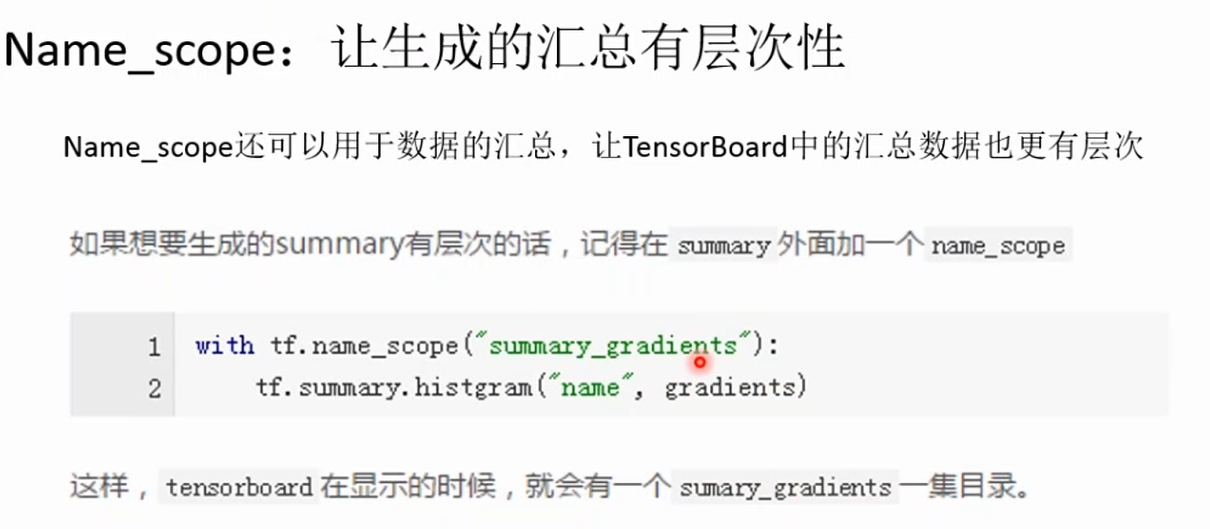 Name_scope：让生成的汇总有层次性
Name_scope还可以用于数据的汇总，让TensorBoard中的汇总数据也更有层次
如果想要生成的summary有层次的话，记得在 summary 外面加一个 name_scope
1 with tf.name_scope("summary_gradients"):
2 tf.summary.histgram("name", gradients)
这样，tensorboard 在显示的时候，就会有一个 sumary_gradients 一集目录。